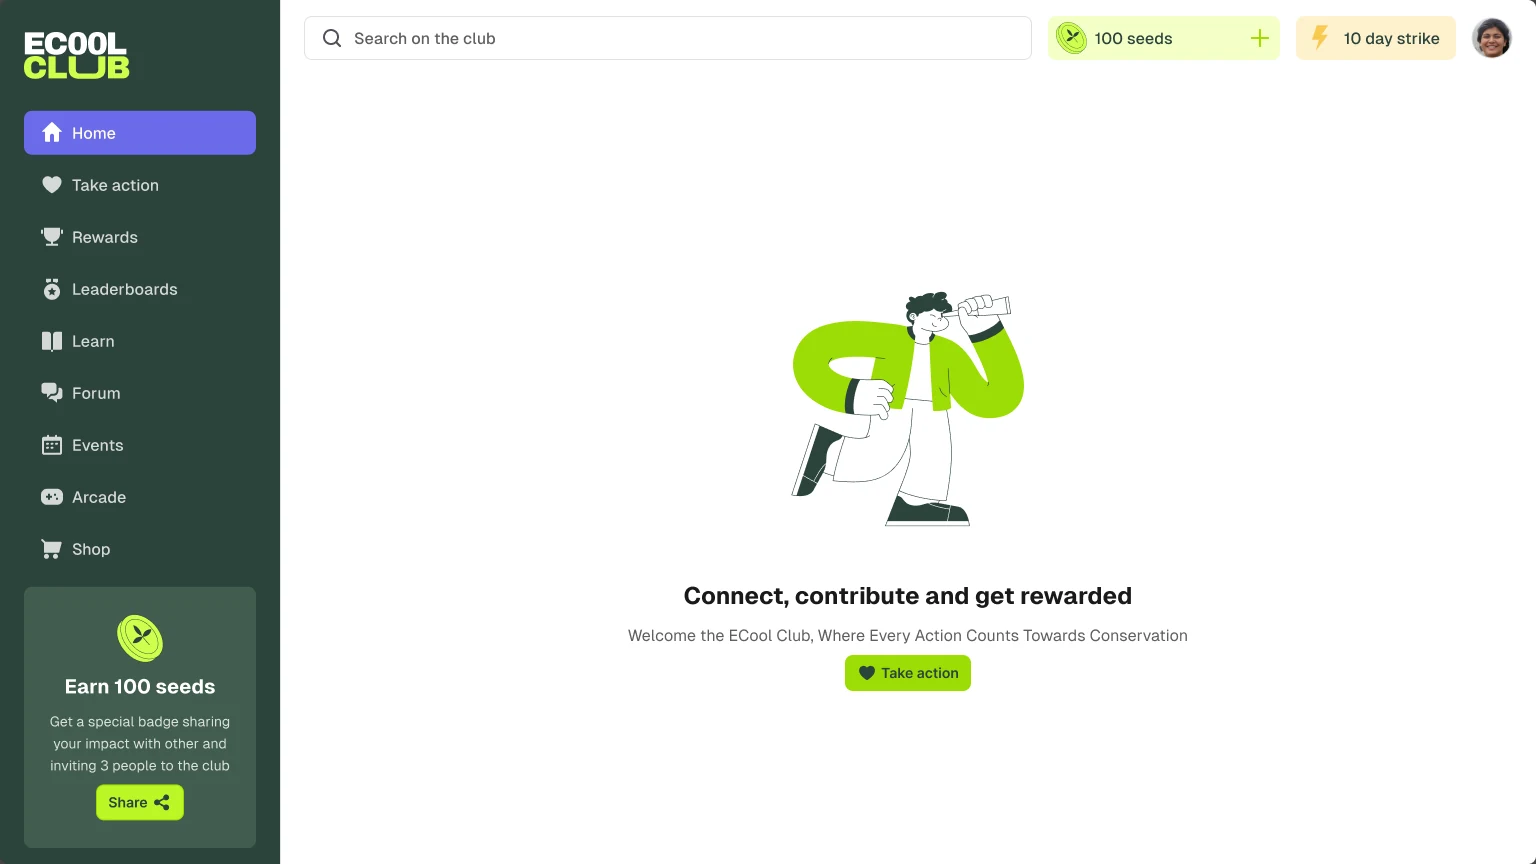 ECOOL
CLUB
Search on the club
100 seeds
10 day strike
Home
Take action
Rewards
Leaderboards
Learn
Forum
Events
Arcade
Shop
Earn 100 seeds
Get a special badge sharing
your impact with other and
inviting 3 people to the club
Share
Connect, contribute and get rewarded
Welcome the ECool Club, Where Every Action Counts Towards Conservation
Take action